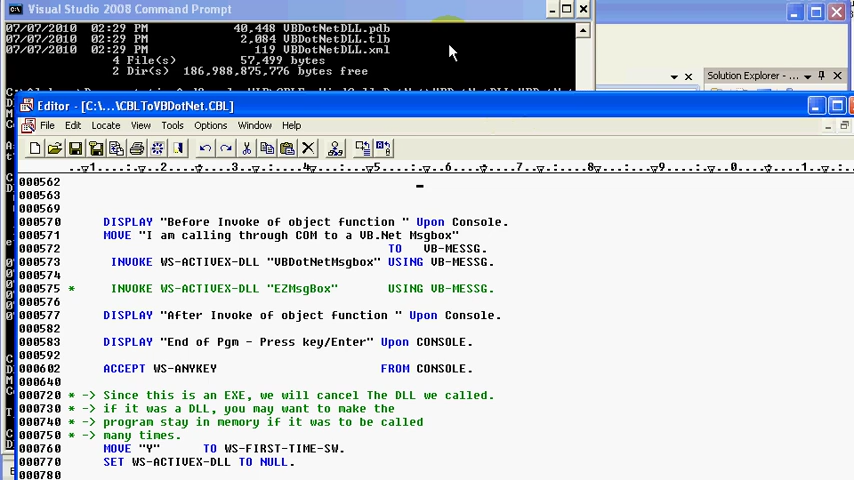 Visual Studio 2008 Command Prompt
07/07/2010 02:29 PM 40,448 VBDotNetDLL.pdb
07/07/2010 02:29 PM 2,084 VBDotNetDLL.tlb
07/07/2010 02:29 PM 119 VBDotNetDLL.xml
4 File(s) 57,499 bytes
2 Dir(s) 186,988,875,776 bytes free
Solution Explorer -
Editor - [C:\...\CBLToVBDotNet.CBL]
File Edit Locate View Tools Options Window Help
000562
000563
000569
000570 DISPLAY "Before Invoke of object function " Upon Console.
000571 MOVE "I am calling through COM to a VB.Net Msgbox"
000572 TO VB-MESSG.
000573 INVOKE WS-ACTIVEX-DLL "VBDotNetMsgbox" USING VB-MESSG.
000574
000575 * INVOKE WS-ACTIVEX-DLL "EZMsgBox" USING VB-MESSG.
000576
000577 DISPLAY "After Invoke of object function " Upon Console.
000582
000583 DISPLAY "End of Pgm - Press key/Enter" Upon CONSOLE.
000592
000602 ACCEPT WS-ANYKEY FROM CONSOLE.
000640
000720 * -> Since this is an EXE, we will cancel The DLL we called.
000730 * -> if it was a DLL, you may want to make the
000740 * -> program stay in memory if it was to be called
000750 * -> many times.
000760 MOVE "Y" TO WS-FIRST-TIME-SW.
000770 SET WS-ACTIVEX-DLL TO NULL.
000780